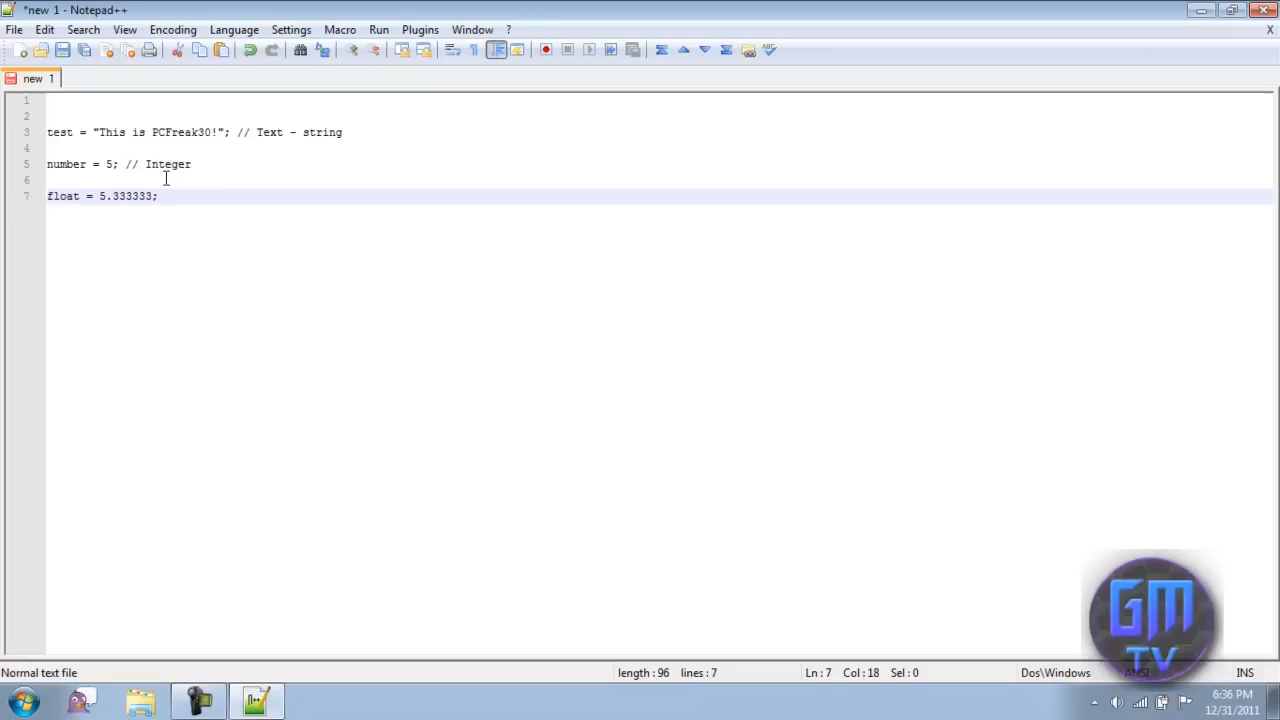 *new 1 - Notepad++
File Edit Search View Encoding Language Settings Macro Run Plugins Window ? X
new 1
1
2
3 test = "This is PCFreak30!"; // Text - string
4
5 number = 5; // Integer
6
7 float = 5.333333;
GM
TV
Normal text file length : 96 lines : 7 Ln : 7 Col : 18 Sel : 0 Dos\Windows ANSI INS
6:36 PM
12/31/2011